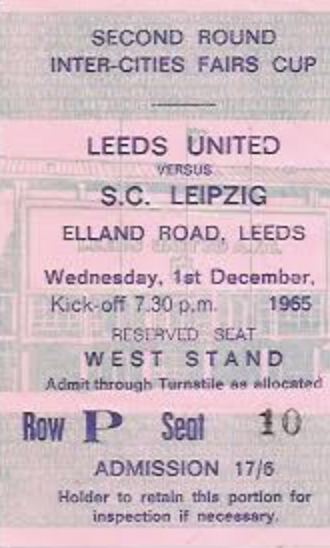 SECOND ROUND
INTER-CITIES FAIRS CUP
LEEDS UNITED
VERSUS
S.C. LEIPZIG
ELLAND ROAD, LEEDS
Wednesday, 1st December,
Kick-off 7.30 p.m. 1965
RESERVED SEAT
WEST STAND
Admit through Turnstile as allocated
Row P Seat 10
ADMISSION 17/6
Holder to retain this portion for
inspection if necessary.